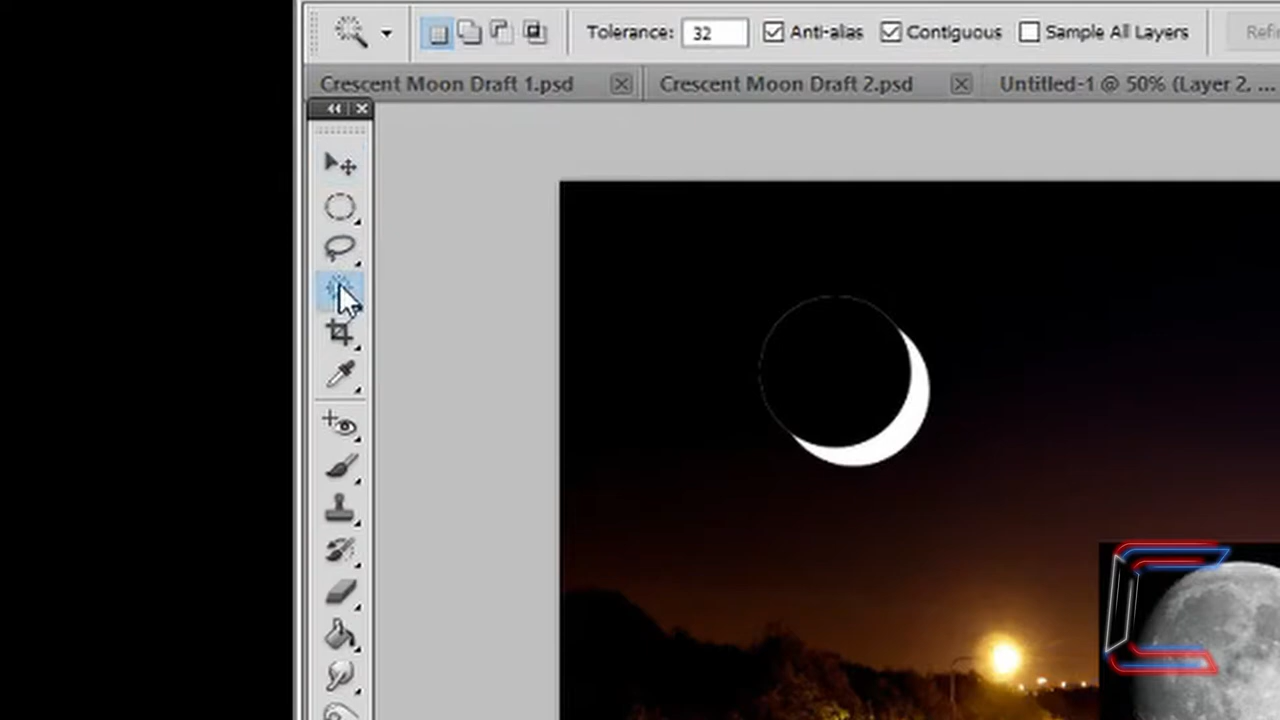 Tolerance: 32 Anti-alias Contiguous Sample All Layers
Crescent Moon Draft 1.psd Crescent Moon Draft 2.psd Untitled-1 @ 50% (Layer 2, ...